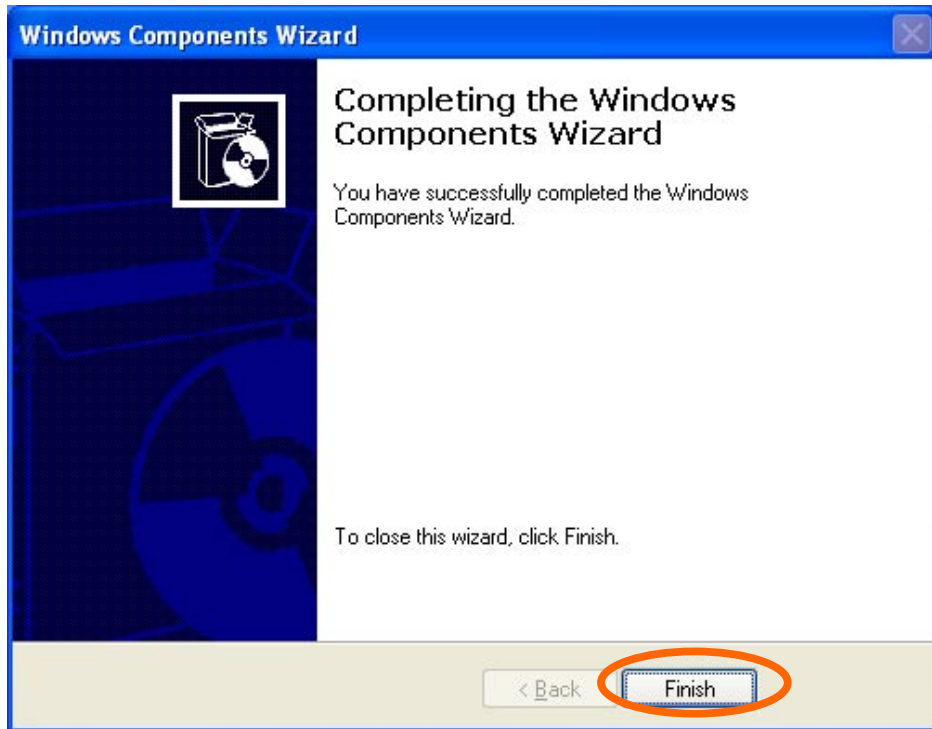 Windows Components Wizard
Completing the Windows
Components Wizard
You have successfully completed the Windows
Components Wizard.
To close this wizard, click Finish.
< Back
Finish